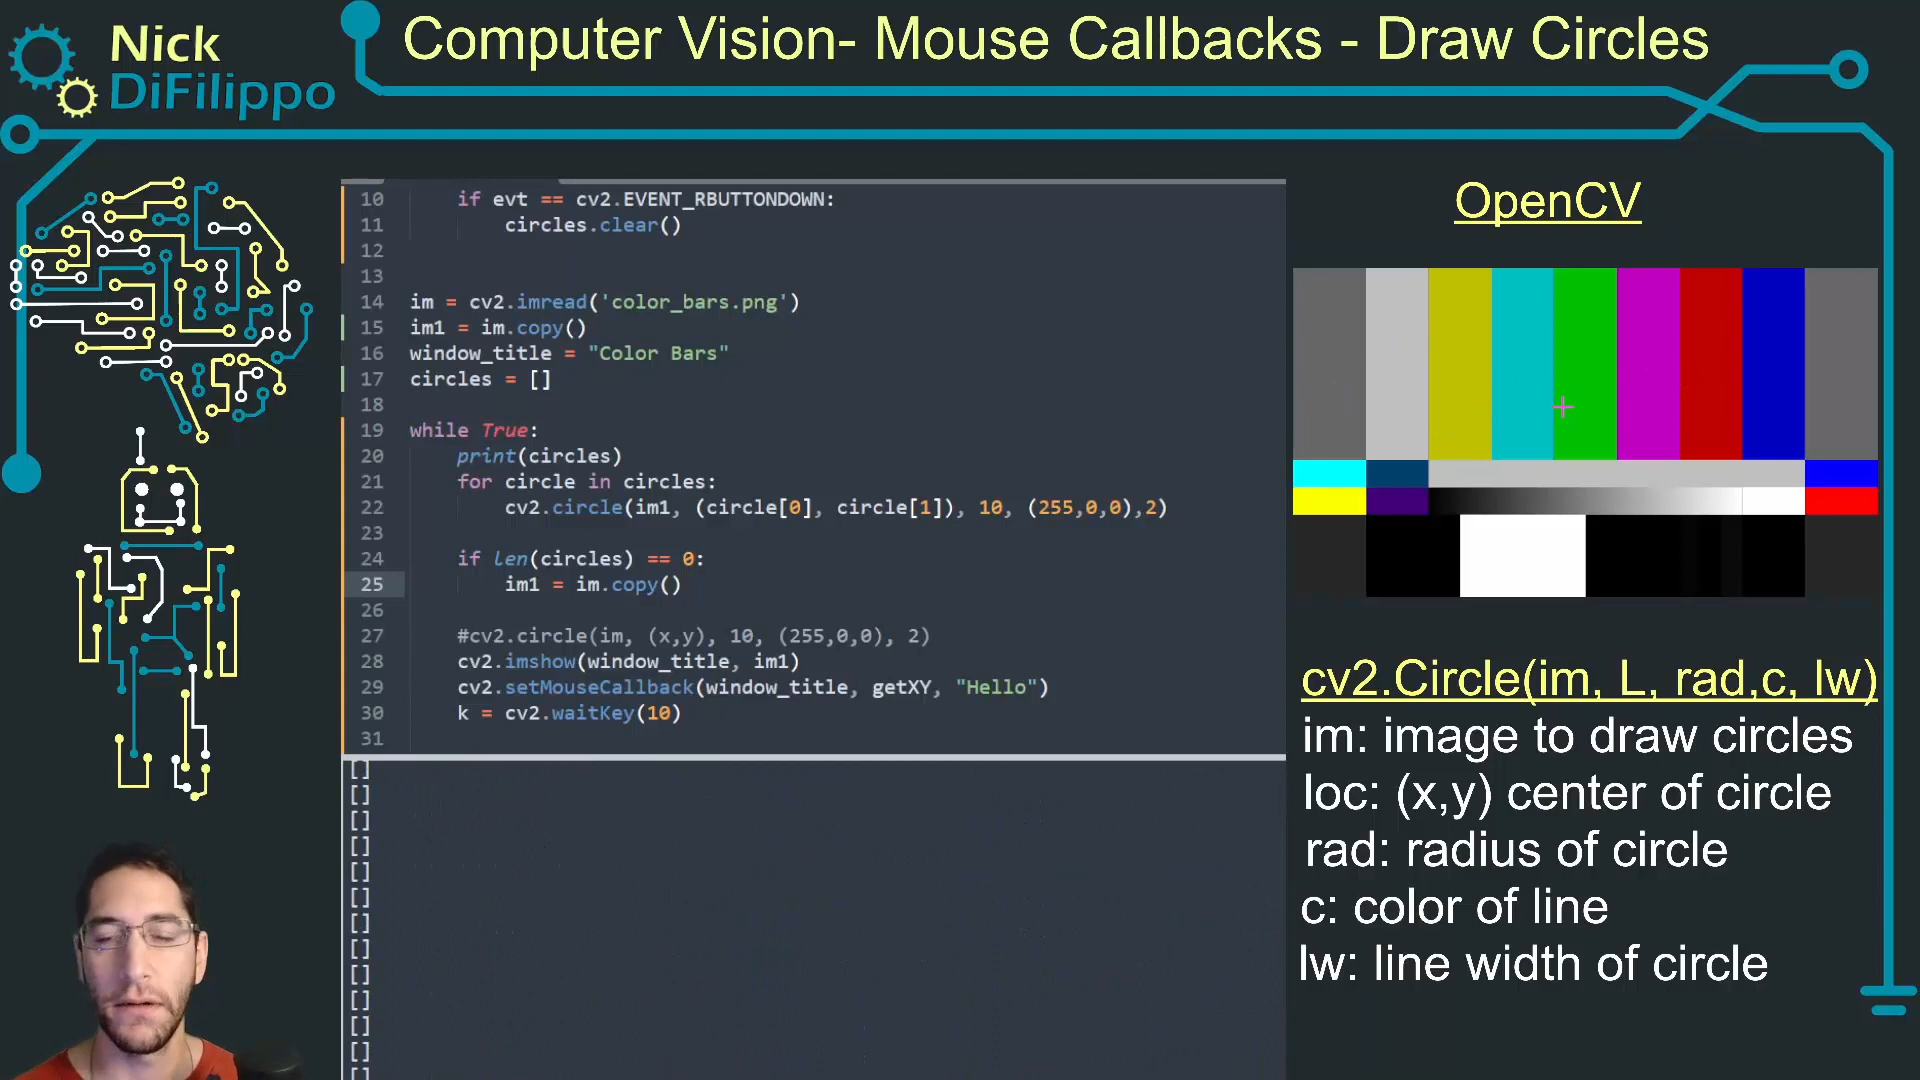 Nick
DiFilippo
Computer Vision- Mouse Callbacks - Draw Circles
10 if evt == cv2.EVENT_RBUTTONDOWN:
11 circles.clear()
12
13
14 im = cv2.imread('color_bars.png')
15 im1 = im.copy()
16 window_title = "Color Bars"
17 circles = []
18
19 while True:
20 print(circles)
21 for circle in circles:
22 cv2.circle(im1, (circle[0], circle[1]), 10, (255,0,0),2)
23
24 if len(circles) == 0:
25 im1 = im.copy()
26
27 #cv2.circle(im, (x,y), 10, (255,0,0), 2)
28 cv2.imshow(window_title, im1)
29 cv2.setMouseCallback(window_title, getXY, "Hello")
30 k = cv2.waitKey(10)
31
[]
[]
[]
[]
[]
[]
[]
[]
[]
[]
[]
[]
[]
OpenCV
cv2.Circle(im, L, rad,c, lw)
im: image to draw circles
loc: (x,y) center of circle
rad: radius of circle
c: color of line
lw: line width of circle